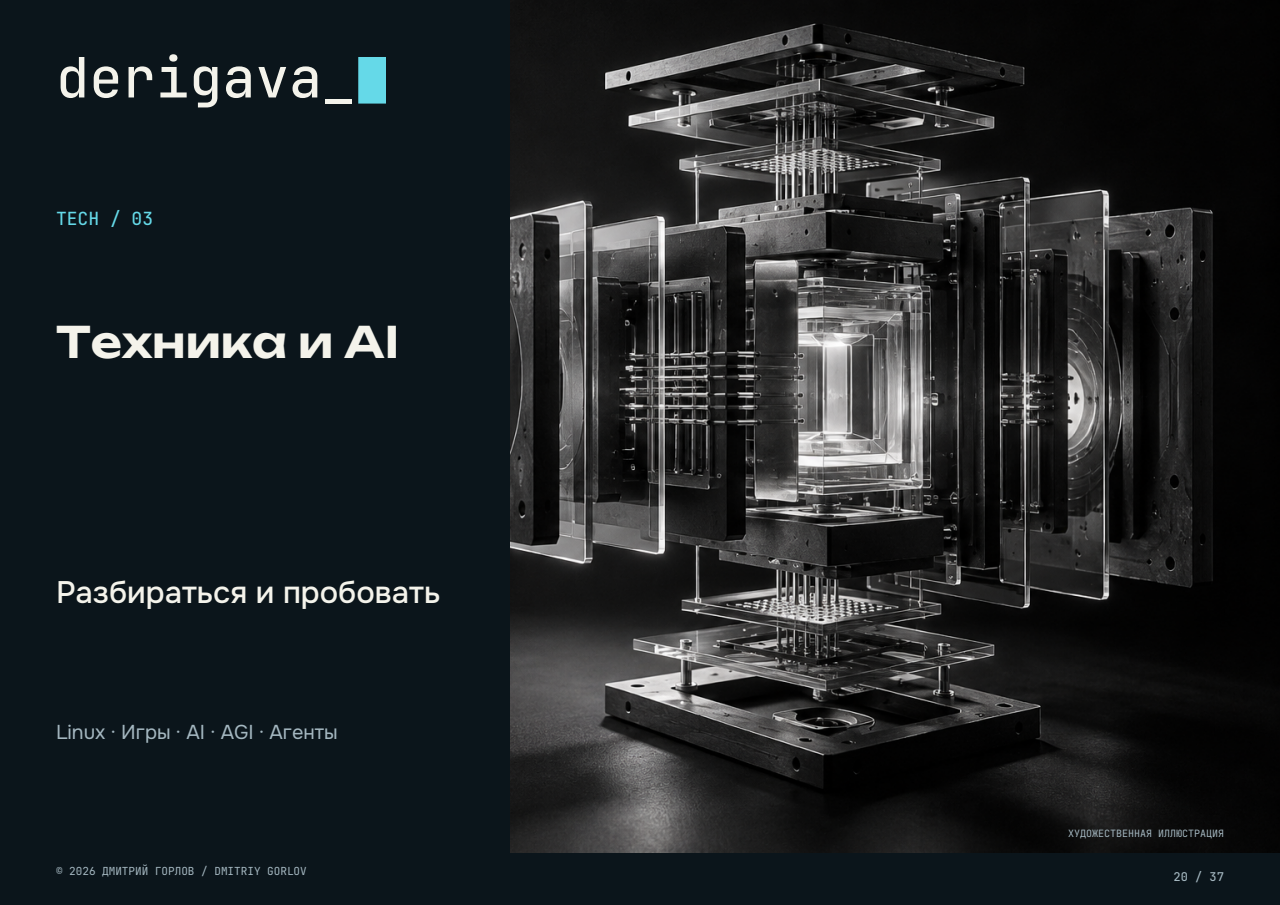 derigava_
TECH / 03
Техника и AI
Разбираться и пробовать
Linux · Игры · AI · AGI · Агенты
ХУДОЖЕСТВЕННАЯ ИЛЛЮСТРАЦИЯ
© 2026 ДМИТРИЙ ГОРЛОВ / DMITRIY GORLOV
20 / 37